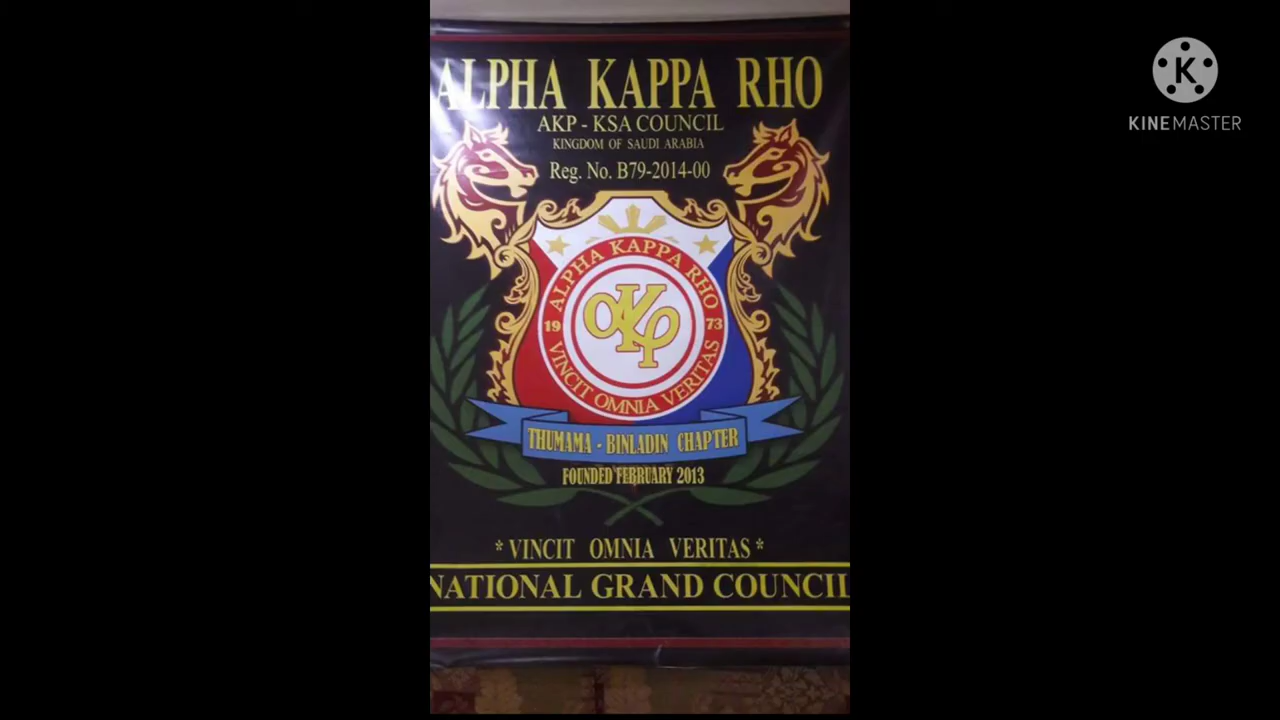 ALPHA KAPPA RHO
AKP - KSA COUNCIL
KINGDOM OF SAUDI ARABIA
Reg. No. B79-2014-00
ALPHA KAPPA RHO
19 73
αKρ
VINCIT OMNIA VERITAS
THUMAMA - BINLADIN CHAPTER
FOUNDED FEBRUARY 2013
* VINCIT OMNIA VERITAS *
NATIONAL GRAND COUNCIL
K
KINEMASTER